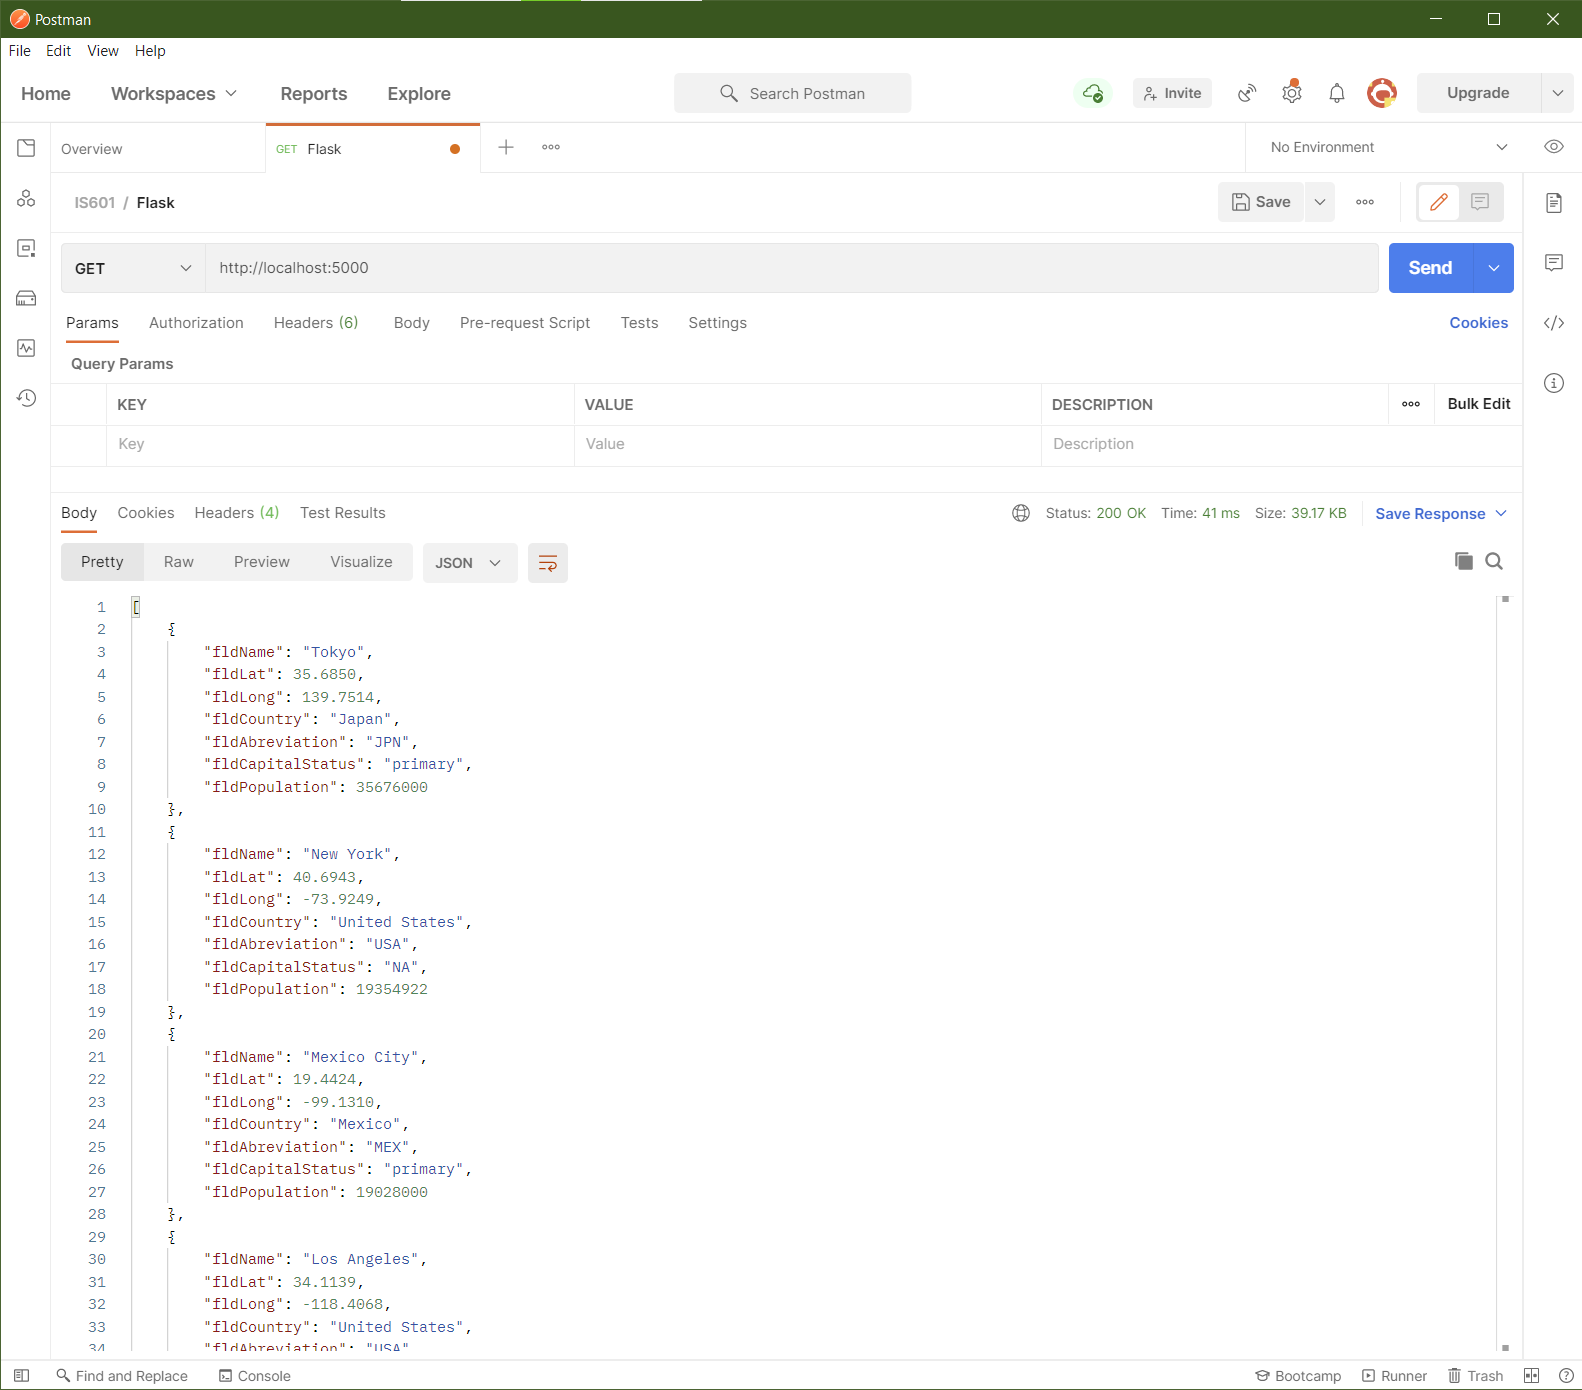 Postman
File Edit View Help
Home Workspaces Reports Explore Search Postman Invite Upgrade
Overview GET Flask No Environment
IS601 / Flask Save
GET http://localhost:5000 Send
Params Authorization Headers (6) Body Pre-request Script Tests Settings Cookies
Query Params
KEY VALUE DESCRIPTION Bulk Edit
Key Value Description
Body Cookies Headers (4) Test Results Status: 200 OK Time: 41 ms Size: 39.17 KB Save Response
Pretty Raw Preview Visualize JSON
1 [
2 {
3 "fldName": "Tokyo",
4 "fldLat": 35.6850,
5 "fldLong": 139.7514,
6 "fldCountry": "Japan",
7 "fldAbreviation": "JPN",
8 "fldCapitalStatus": "primary",
9 "fldPopulation": 35676000
10 },
11 {
12 "fldName": "New York",
13 "fldLat": 40.6943,
14 "fldLong": -73.9249,
15 "fldCountry": "United States",
16 "fldAbreviation": "USA",
17 "fldCapitalStatus": "NA",
18 "fldPopulation": 19354922
19 },
20 {
21 "fldName": "Mexico City",
22 "fldLat": 19.4424,
23 "fldLong": -99.1310,
24 "fldCountry": "Mexico",
25 "fldAbreviation": "MEX",
26 "fldCapitalStatus": "primary",
27 "fldPopulation": 19028000
28 },
29 {
30 "fldName": "Los Angeles",
31 "fldLat": 34.1139,
32 "fldLong": -118.4068,
33 "fldCountry": "United States",
34 "fldAbreviation": "USA"
Find and Replace Console Bootcamp Runner Trash